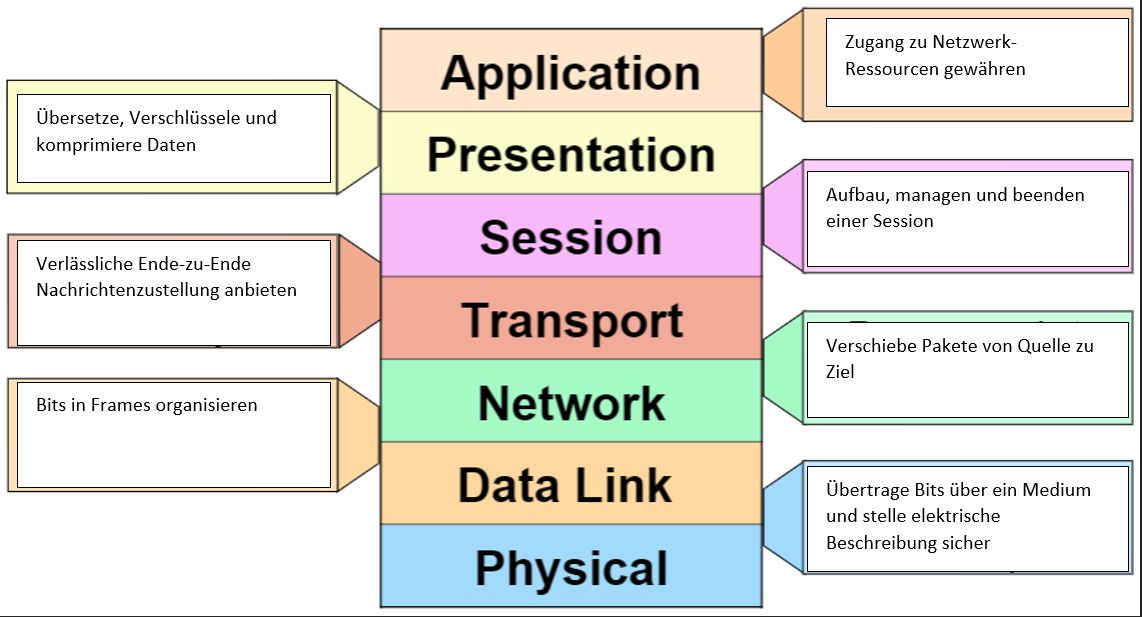 Application
Zugang zu Netzwerk-
Ressourcen gewähren
Übersetze, Verschlüssele und
komprimiere Daten
Presentation
Session
Aufbau, managen und beenden
einer Session
Verlässliche Ende-zu-Ende
Nachrichtenzustellung anbieten
Transport
Network
Verschiebe Pakete von Quelle zu
Ziel
Bits in Frames organisieren
Data Link
Physical
Übertrage Bits über ein Medium
und stelle elektrische
Beschreibung sicher